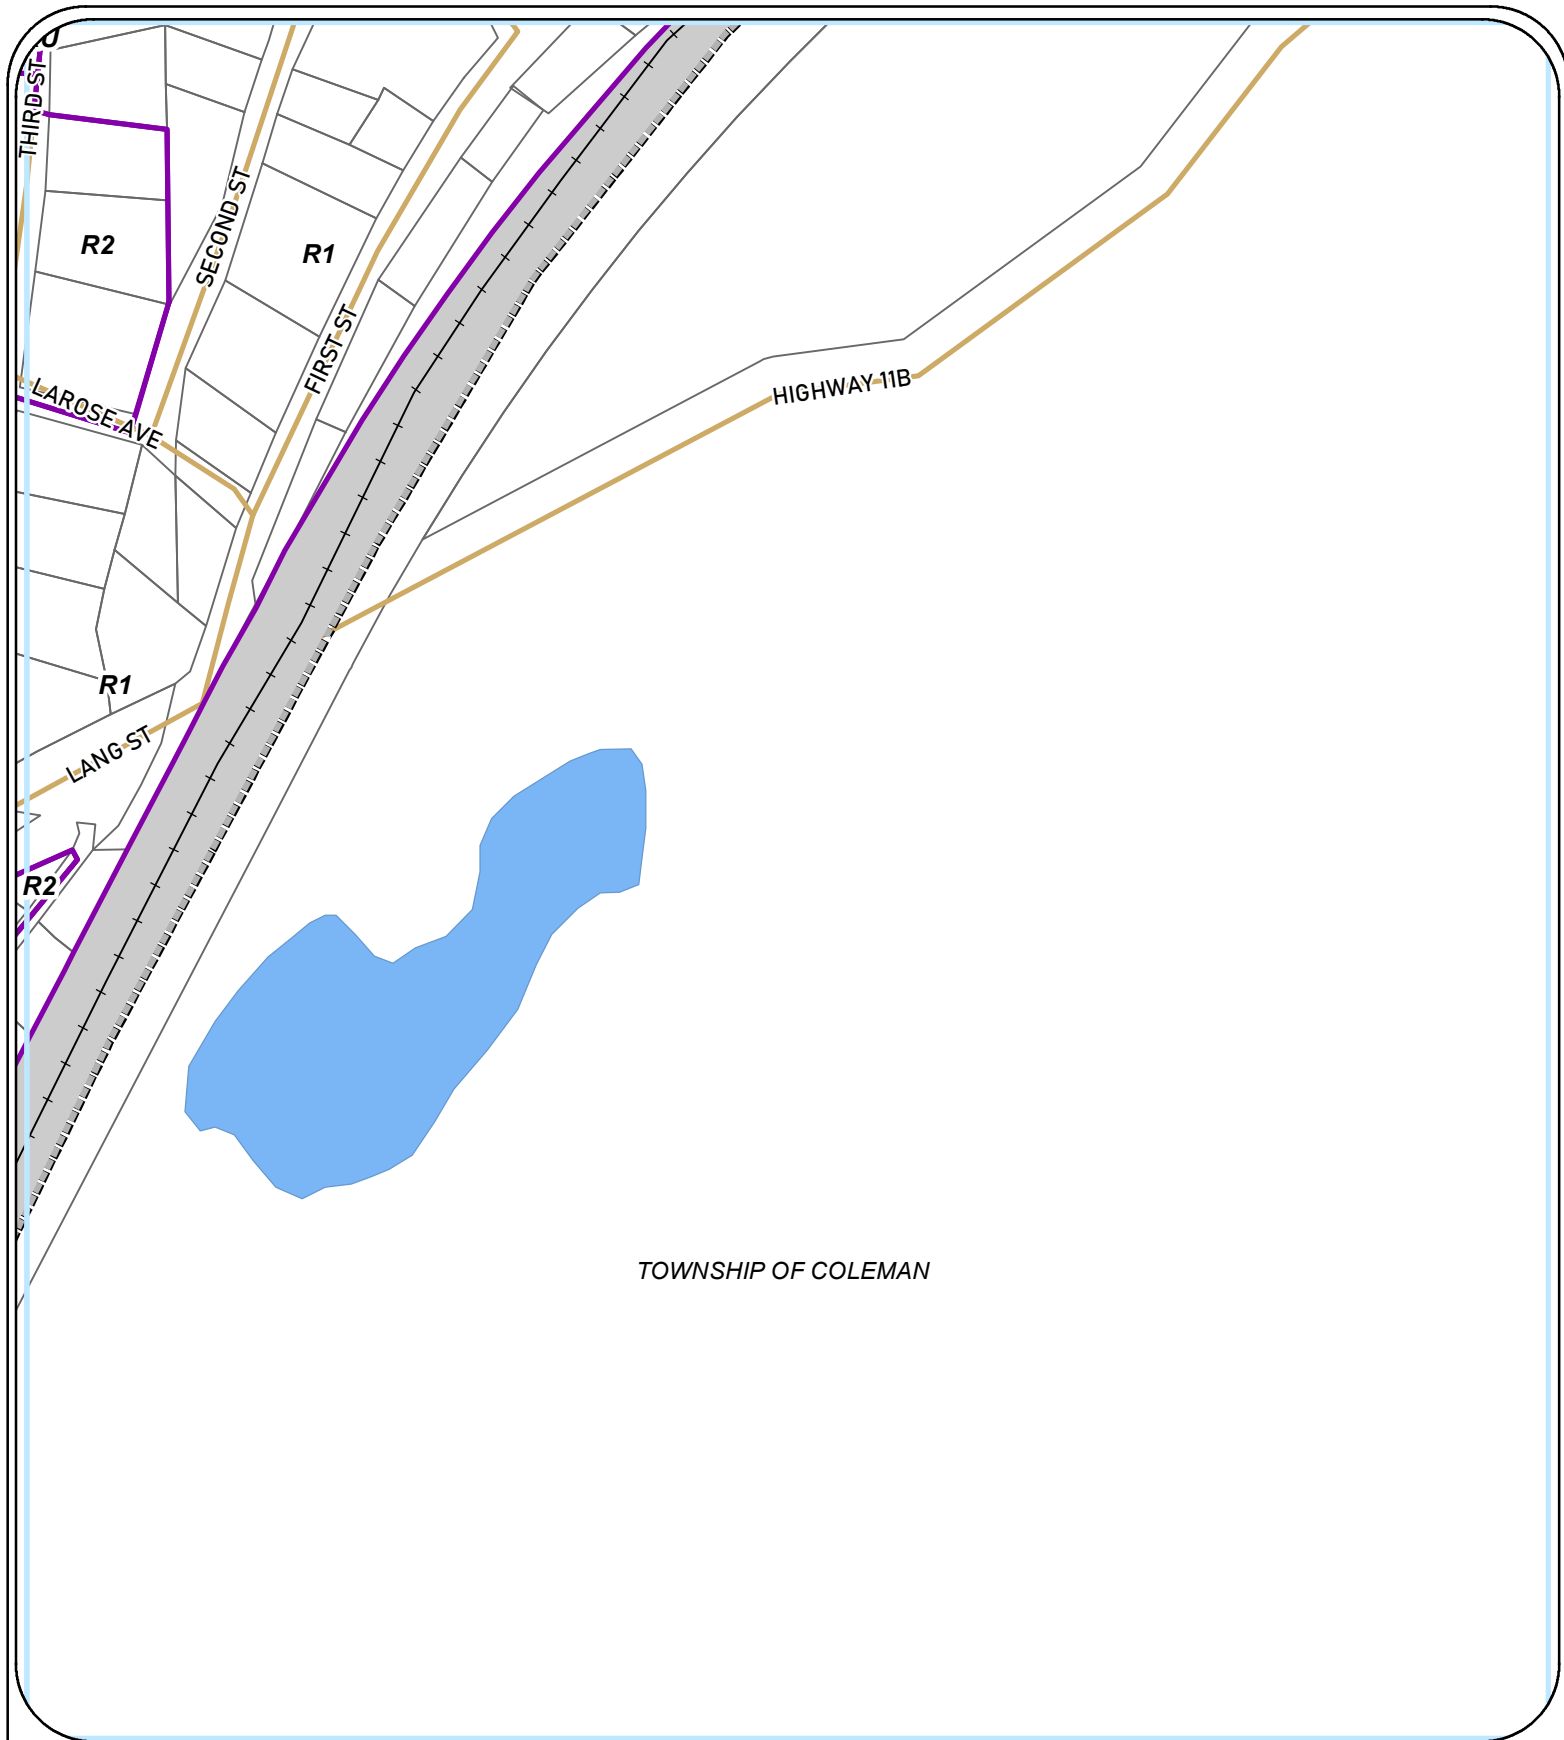 THIRD ST
SECOND ST
R2
R1
FIRST ST
LAROSE AVE
HIGHWAY 11B
R1
LANG ST
R2
TOWNSHIP OF COLEMAN